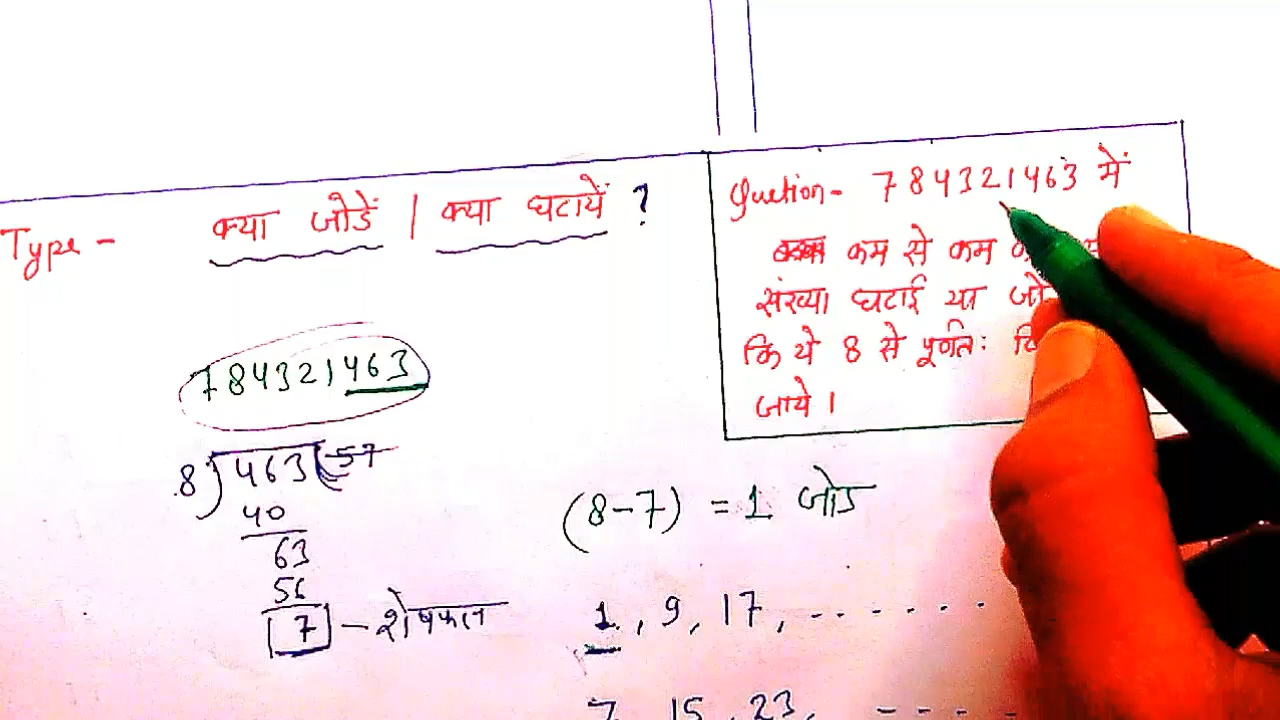 Type - क्या जोडें / क्या घटायें ?
Question - 784321463 में
कम से कम
संख्या घटाई या
कि ये 8 से पूर्णतः
जाये ।
784321463
8) 463 (57
40
63
56
7 - शेषफल
(8-7) = 1 जोड
1, 9, 17, .......
7, 15, 23, ----